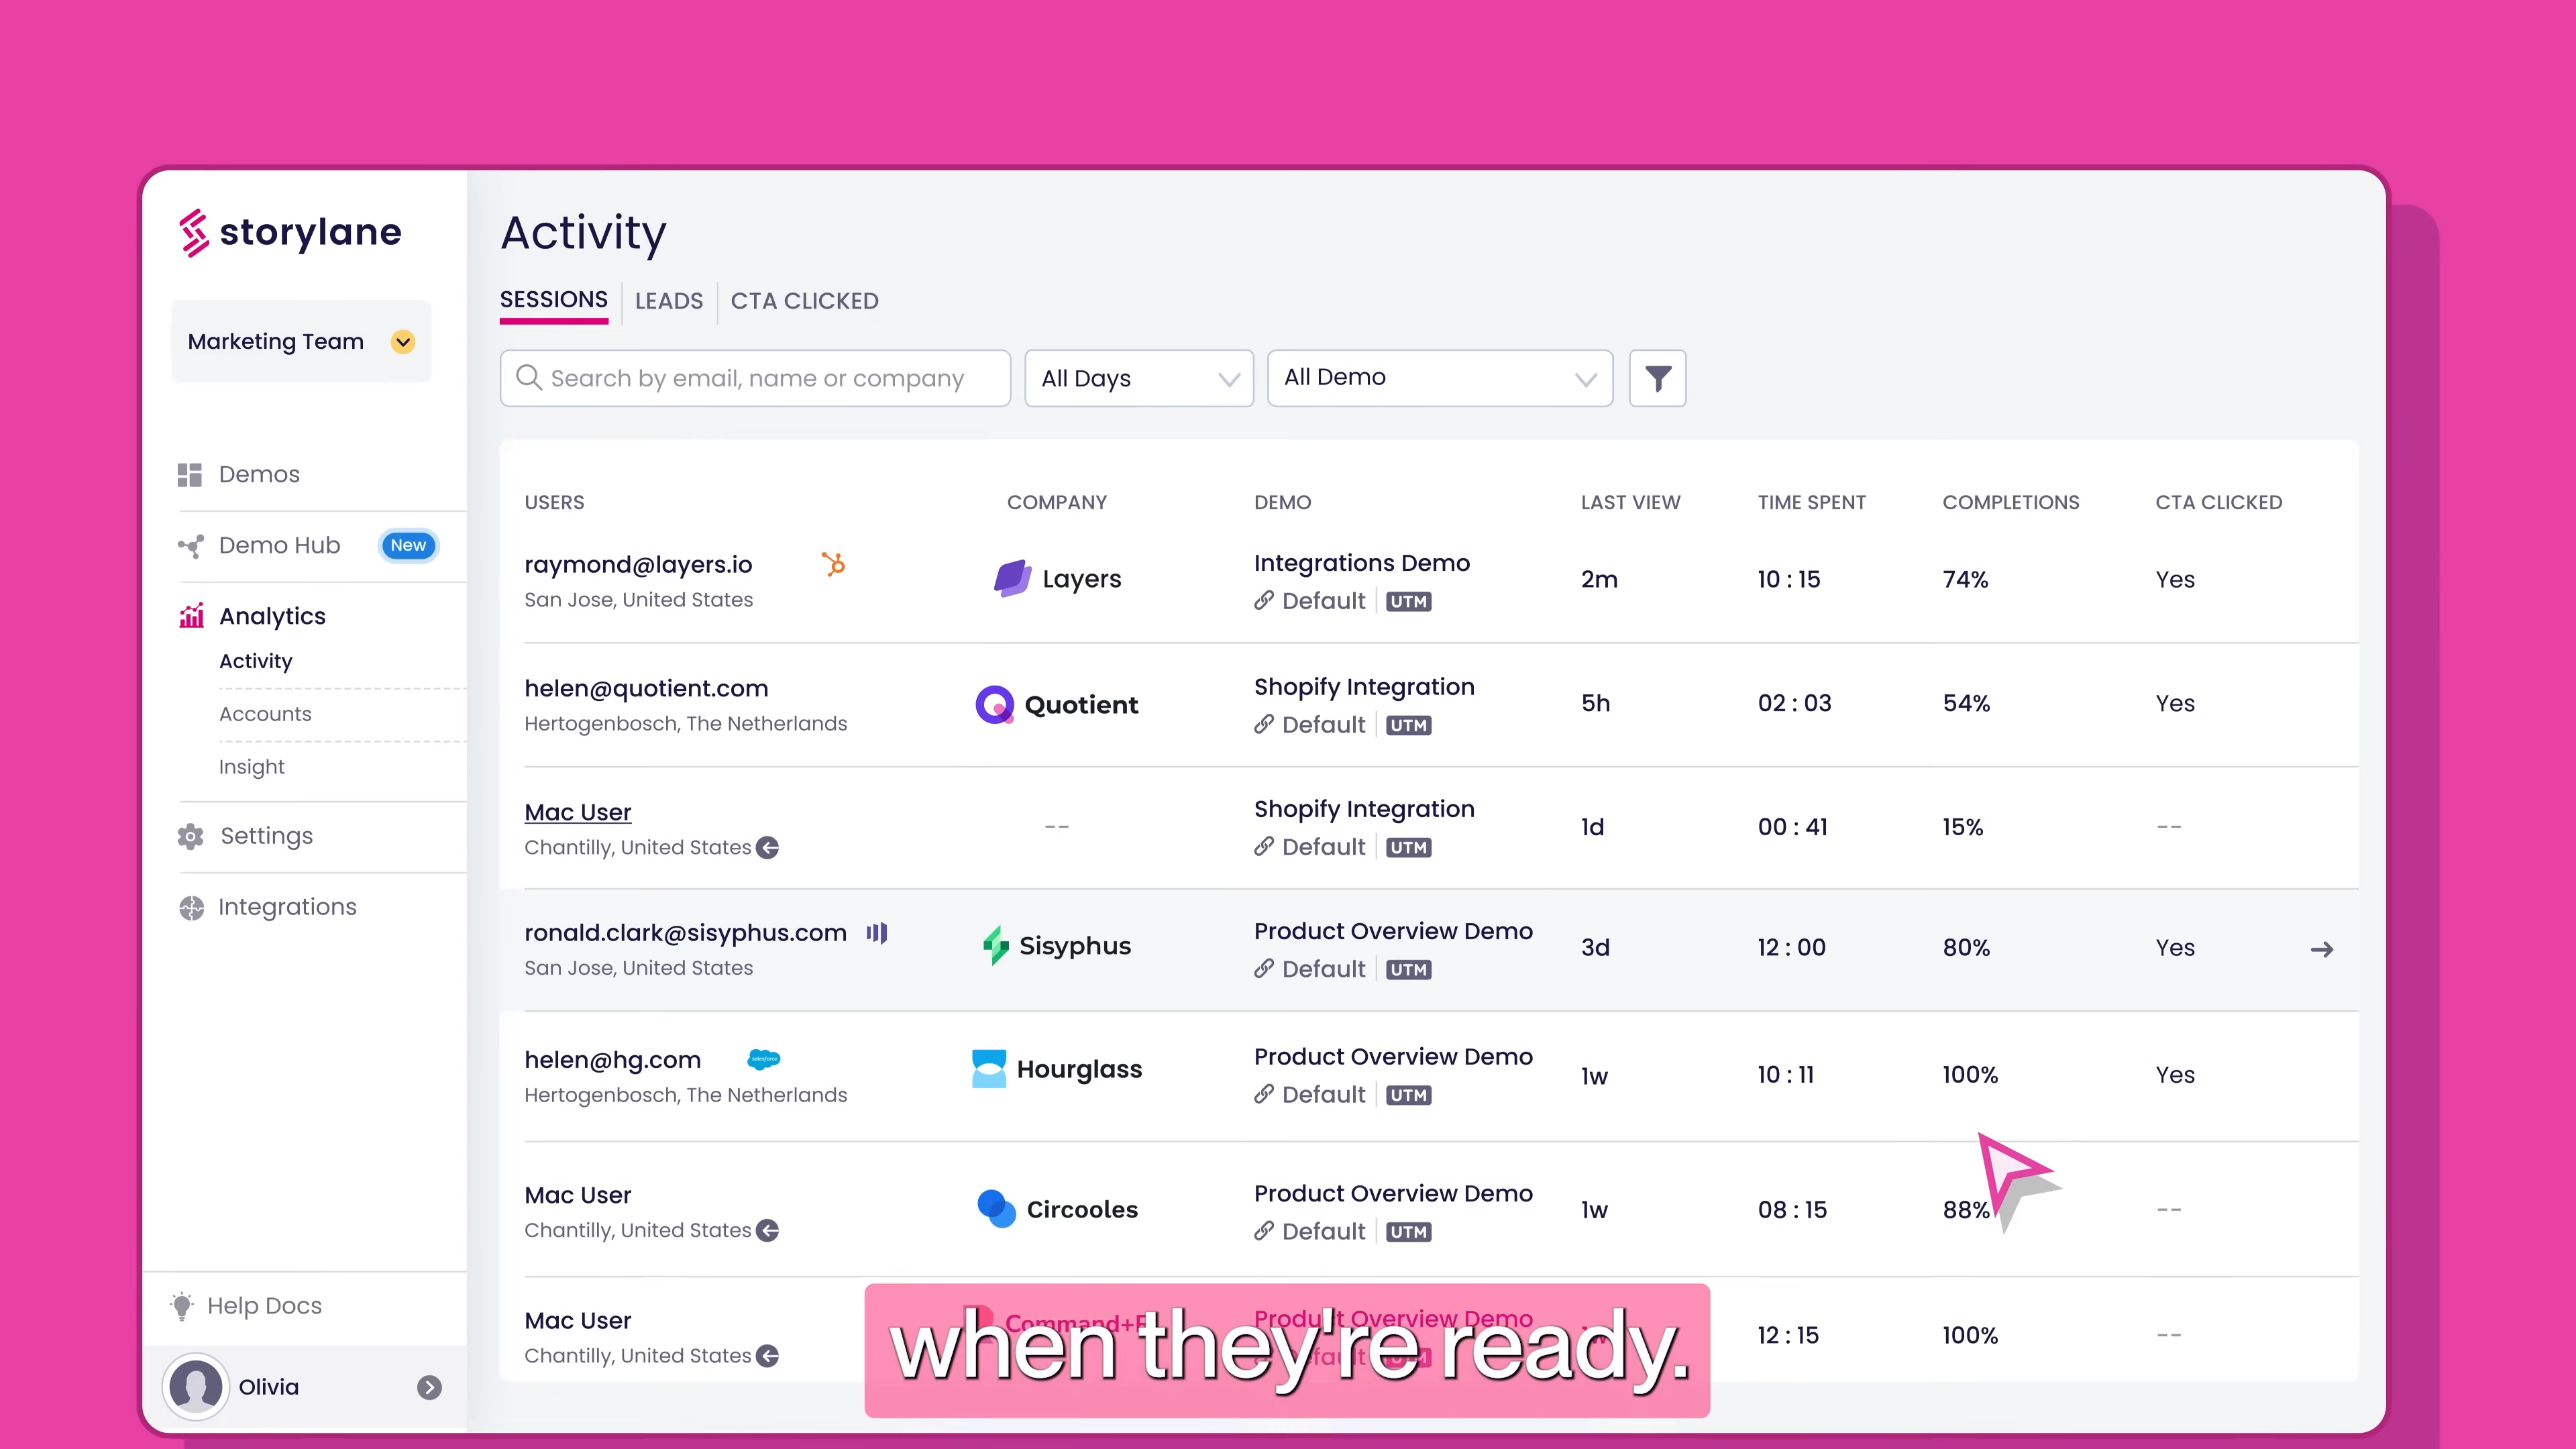 storylane
Marketing Team
Demos
Demo Hub New
Analytics
Activity
Accounts
Insight
Settings
Integrations
Help Docs
Olivia
Activity
SESSIONS LEADS CTA CLICKED
Search by email, name or company All Days All Demo
USERS COMPANY DEMO LAST VIEW TIME SPENT COMPLETIONS CTA CLICKED
raymond@layers.io Layers Integrations Demo 2m 10 : 15 74% Yes
San Jose, United States Default UTM
helen@quotient.com Quotient Shopify Integration 5h 02 : 03 54% Yes
Hertogenbosch, The Netherlands Default UTM
Mac User -- Shopify Integration 1d 00 : 41 15% --
Chantilly, United States Default UTM
ronald.clark@sisyphus.com Sisyphus Product Overview Demo 3d 12 : 00 80% Yes
San Jose, United States Default UTM
helen@hg.com salesforce Hourglass Product Overview Demo 1w 10 : 11 100% Yes
Hertogenbosch, The Netherlands Default UTM
Mac User Circooles Product Overview Demo 1w 08 : 15 88% --
Chantilly, United States Default UTM
Mac User Product Overview Demo 12 : 15 100% --
Chantilly, United States
when they're ready.